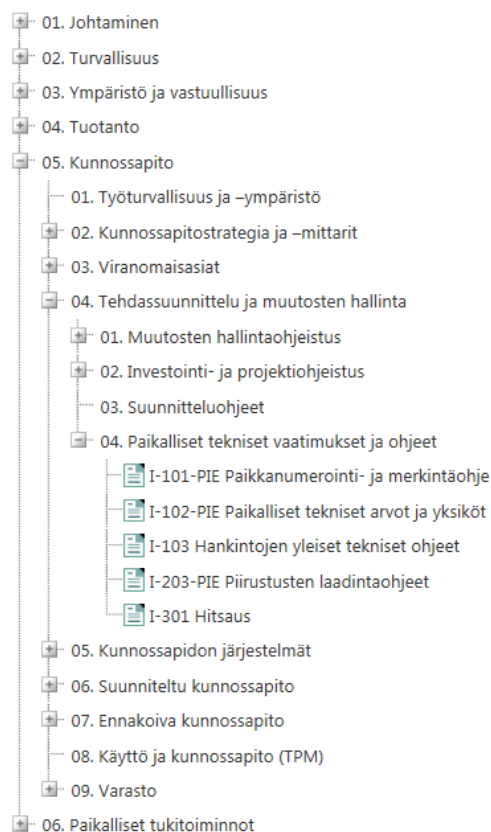 01. Johtaminen
02. Turvallisuus
03. Ympäristö ja vastuullisuus
04. Tuotanto
05. Kunnossapito
01. Työturvallisuus ja –ympäristö
02. Kunnossapitostrategia ja –mittarit
03. Viranomaisasiat
04. Tehdassuunnittelu ja muutosten hallinta
01. Muutosten hallintaohjeistus
02. Investointi- ja projektiohjeistus
03. Suunnitteluohjeet
04. Paikalliset tekniset vaatimukset ja ohjeet
I-101-PIE Paikkanumerointi- ja merkintäohje
I-102-PIE Paikalliset tekniset arvot ja yksiköt
I-103 Hankintojen yleiset tekniset ohjeet
I-203-PIE Piirustusten laadintaohjeet
I-301 Hitsaus
05. Kunnossapidon järjestelmät
06. Suunniteltu kunnossapito
07. Ennakoiva kunnossapito
08. Käyttö ja kunnossapito (TPM)
09. Varasto
06. Paikalliset tukitoiminnot